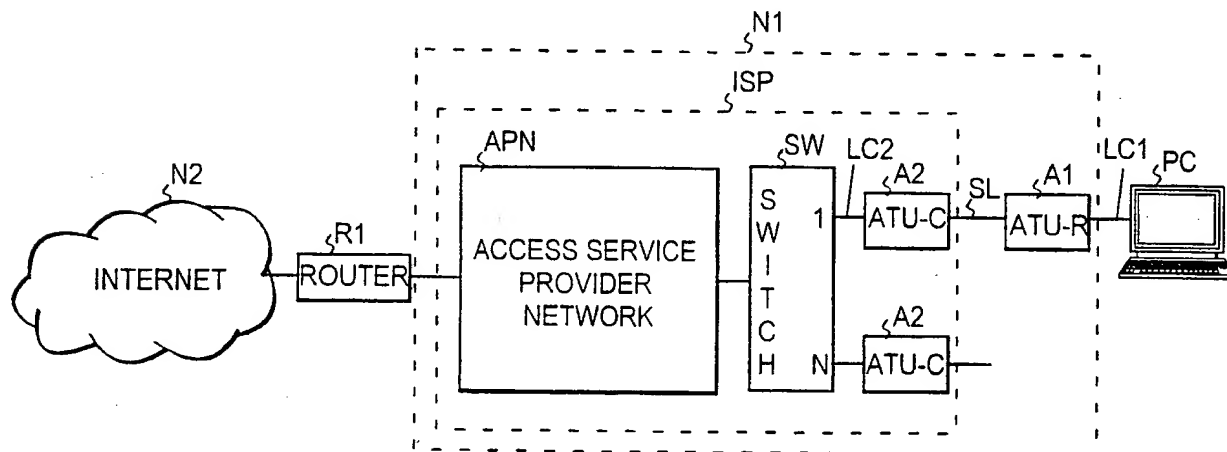 N1
ISP
APN
SW
LC2
A2
SL
A1
LC1
PC
N2
R1
INTERNET
ROUTER
ACCESS SERVICE
PROVIDER
NETWORK
SWITCH
1
ATU-C
ATU-R
A2
N
ATU-C